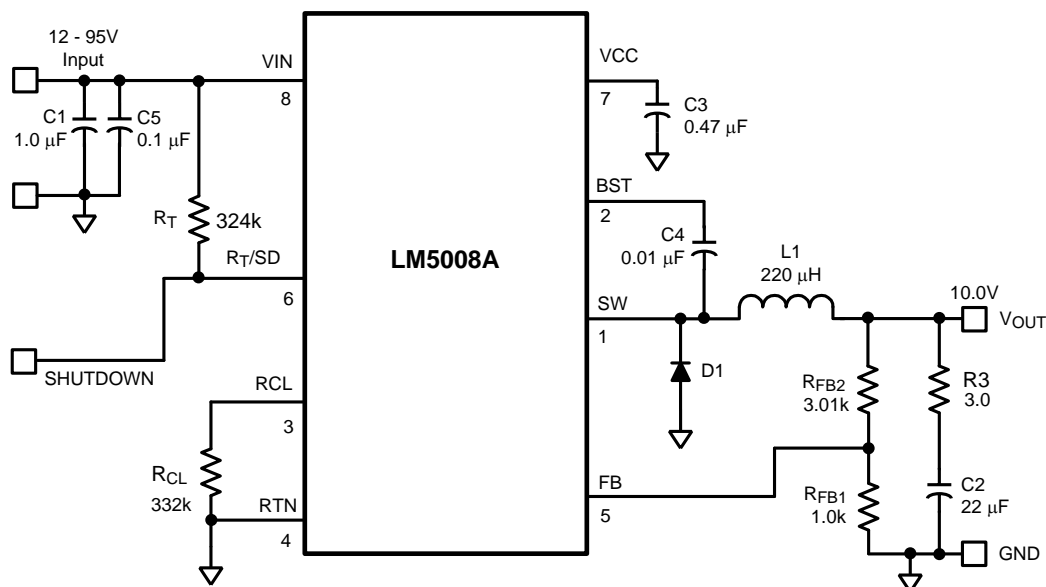 12 - 95V
Input
VIN
8
C1
1.0 μF
C5
0.1 μF
RT
324k
RT/SD
6
SHUTDOWN
RCL
3
RCL
332k
RTN
4
LM5008A
VCC
7
C3
0.47 μF
BST
2
C4
0.01 μF
L1
220 μH
SW
1
D1
10.0V
VOUT
RFB2
3.01k
R3
3.0
FB
5
RFB1
1.0k
C2
22 μF
GND